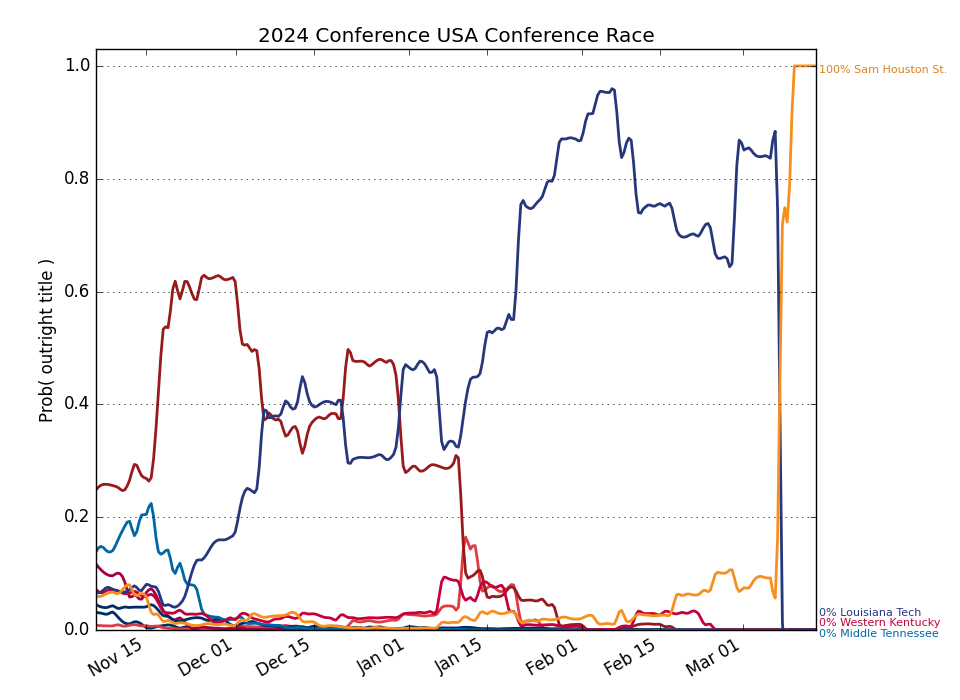 2024 Conference USA Conference Race
1.0
0.8
0.6
0.4
0.2
0.0
Prob( outright title )
Nov 15
Dec 01
Dec 15
Jan 01
Jan 15
Feb 01
Feb 15
Mar 01
100% Sam Houston St.
0% Louisiana Tech
0% Western Kentucky
0% Middle Tennessee